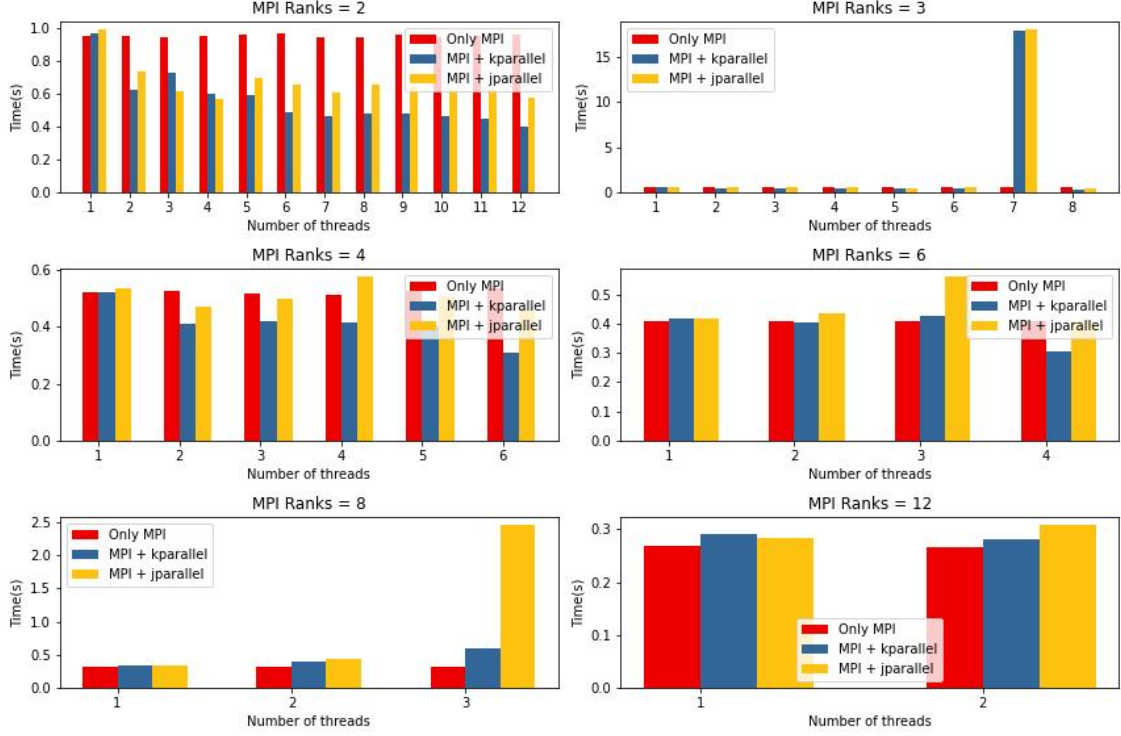 MPI Ranks = 2
Time(s)
1.0
0.8
0.6
0.4
0.2
0.0
Only MPI
MPI + kparallel
MPI + jparallel
1 2 3 4 5 6 7 8 9 10 11 12
Number of threads
MPI Ranks = 3
Time(s)
15
10
5
0
Only MPI
MPI + kparallel
MPI + jparallel
1 2 3 4 5 6 7 8
Number of threads
MPI Ranks = 4
Time(s)
0.6
0.4
0.2
0.0
Only MPI
MPI + kparallel
MPI + jparallel
1 2 3 4 5 6
Number of threads
MPI Ranks = 6
Time(s)
0.5
0.4
0.3
0.2
0.1
0.0
Only MPI
MPI + kparallel
MPI + jparallel
1 2 3 4
Number of threads
MPI Ranks = 8
Time(s)
2.5
2.0
1.5
1.0
0.5
0.0
Only MPI
MPI + kparallel
MPI + jparallel
1 2 3
Number of threads
MPI Ranks = 12
Time(s)
0.3
0.2
0.1
0.0
Only MPI
MPI + kparallel
MPI + jparallel
1 2
Number of threads